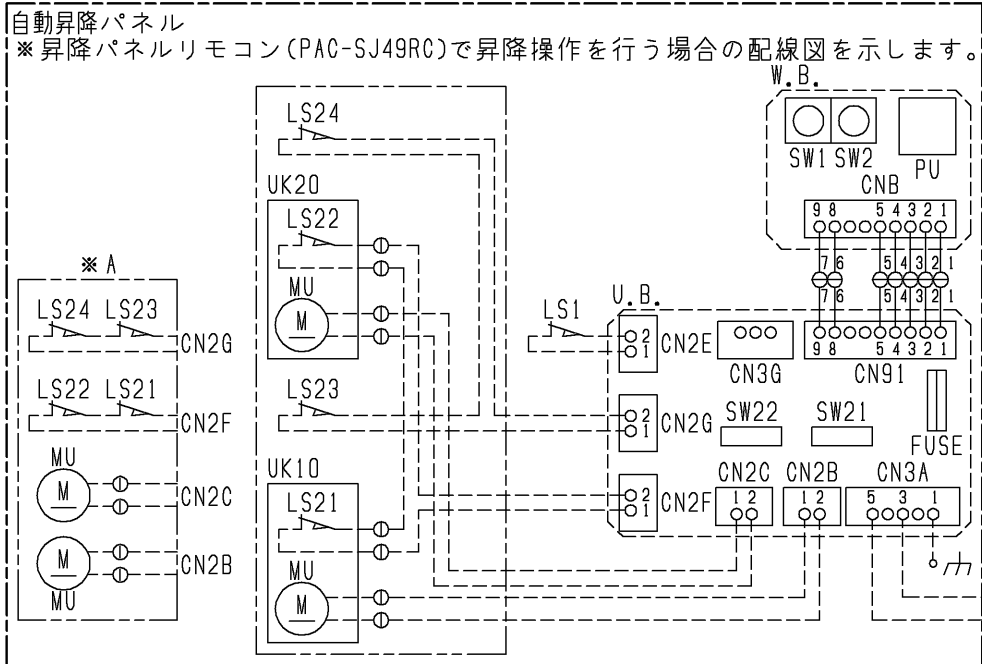 自動昇降パネル
※昇降パネルリモコン(PAC-SJ49RC)で昇降操作を行う場合の配線図を示します。
W.B.
SW1 SW2
PU
CNB
9 8 5 4 3 2 1
7 6 5 4 3 2 1
7 6 5 4 3 2 1
9 8 5 4 3 2 1
CN91
LS24
UK20
LS22
MU
M
LS23
UK10
LS21
MU
M
※A
LS24 LS23
CN2G
LS22 LS21
CN2F
MU
M
CN2C
M
CN2B
MU
LS1
U.B.
2
1
CN2E
CN3G
2
1
CN2G
SW22
SW21
FUSE
2
1
CN2F
CN2C
1 2
CN2B
1 2
CN3A
5 3 1